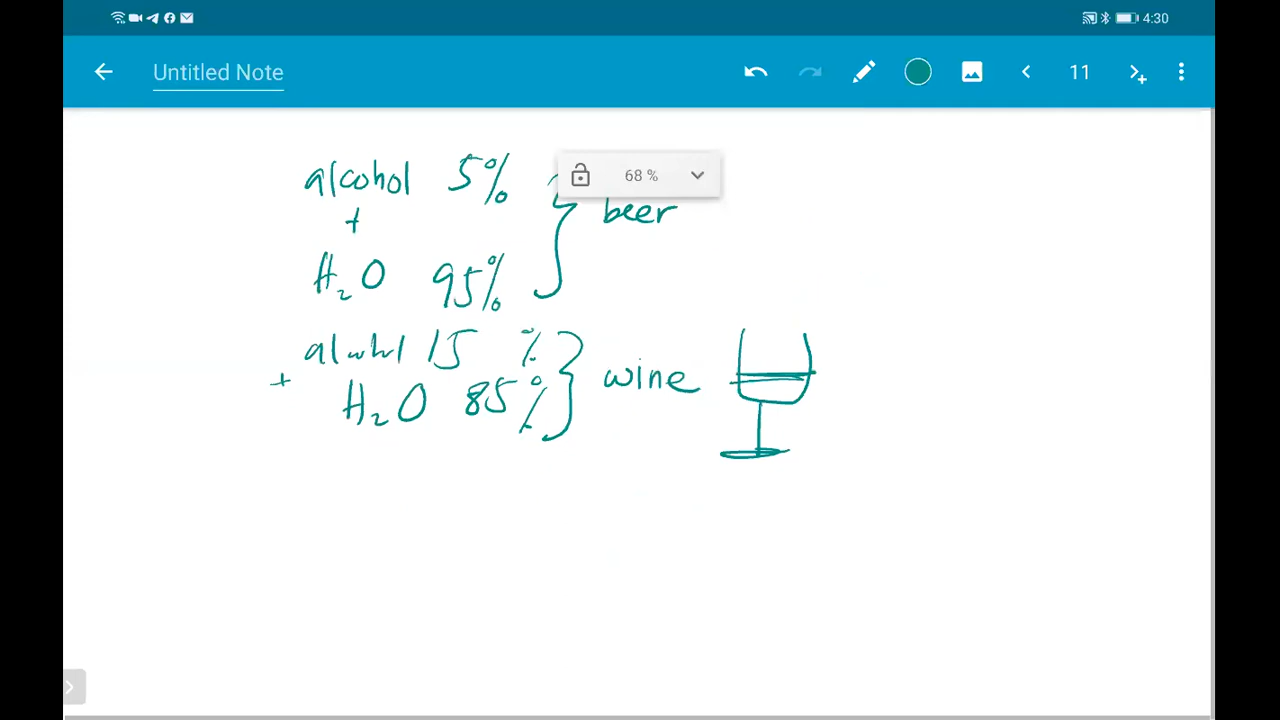 4:30
Untitled Note
11
68 %
alcohol 5%
+
beer
H₂O 95%
alcohol 15 %
+
H₂O 85%
wine